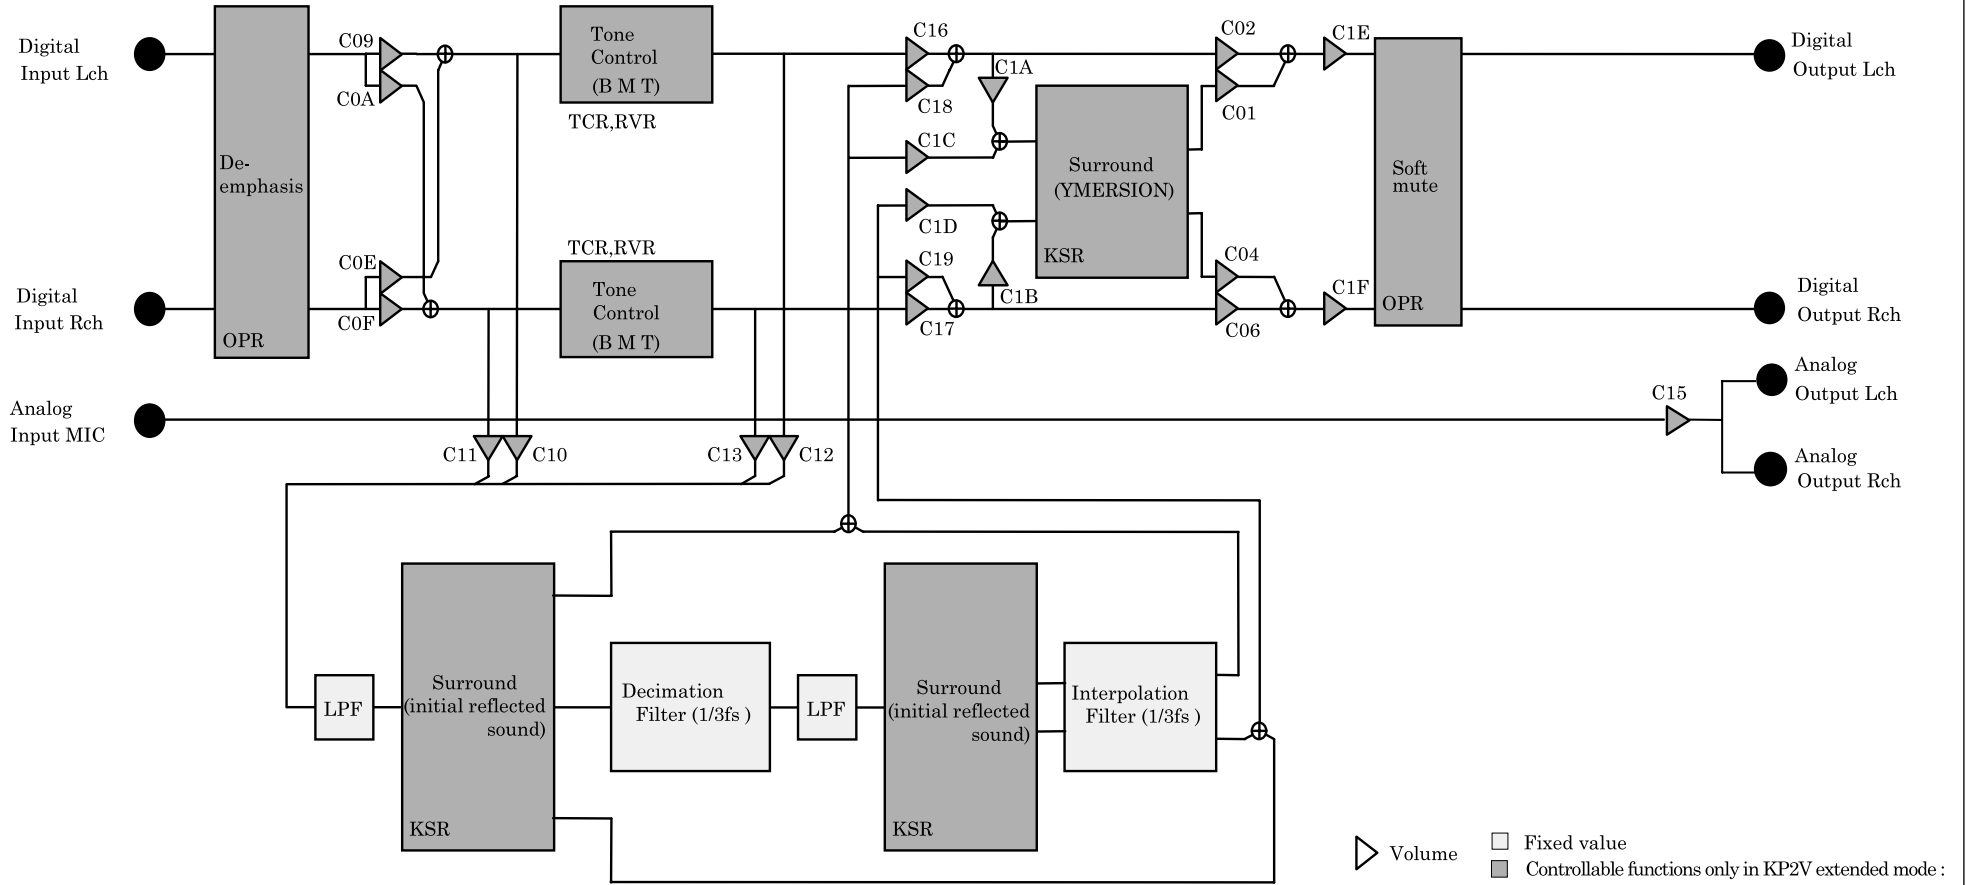 Digital
Input Lch
De-
emphasis
OPR
C09
C0A
Tone
Control
(B M T)
TCR,RVR
C16
C18
C1A
C1C
C1D
C19
C17
C1B
Surround
(YMERSION)
KSR
C02
C01
C04
C06
C1E
C1F
Soft
mute
OPR
Digital
Output Lch
Digital
Input Rch
C0E
C0F
TCR,RVR
Tone
Control
(B M T)
Digital
Output Rch
Analog
Input MIC
C15
Analog
Output Lch
Analog
Output Rch
C11
C10
C13
C12
LPF
Surround
(initial reflected
sound)
KSR
Decimation
Filter (1/3fs )
LPF
Surround
(initial reflected
sound)
KSR
Interpolation
Filter (1/3fs )
Volume
Fixed value
Controllable functions only in KP2V extended mode :